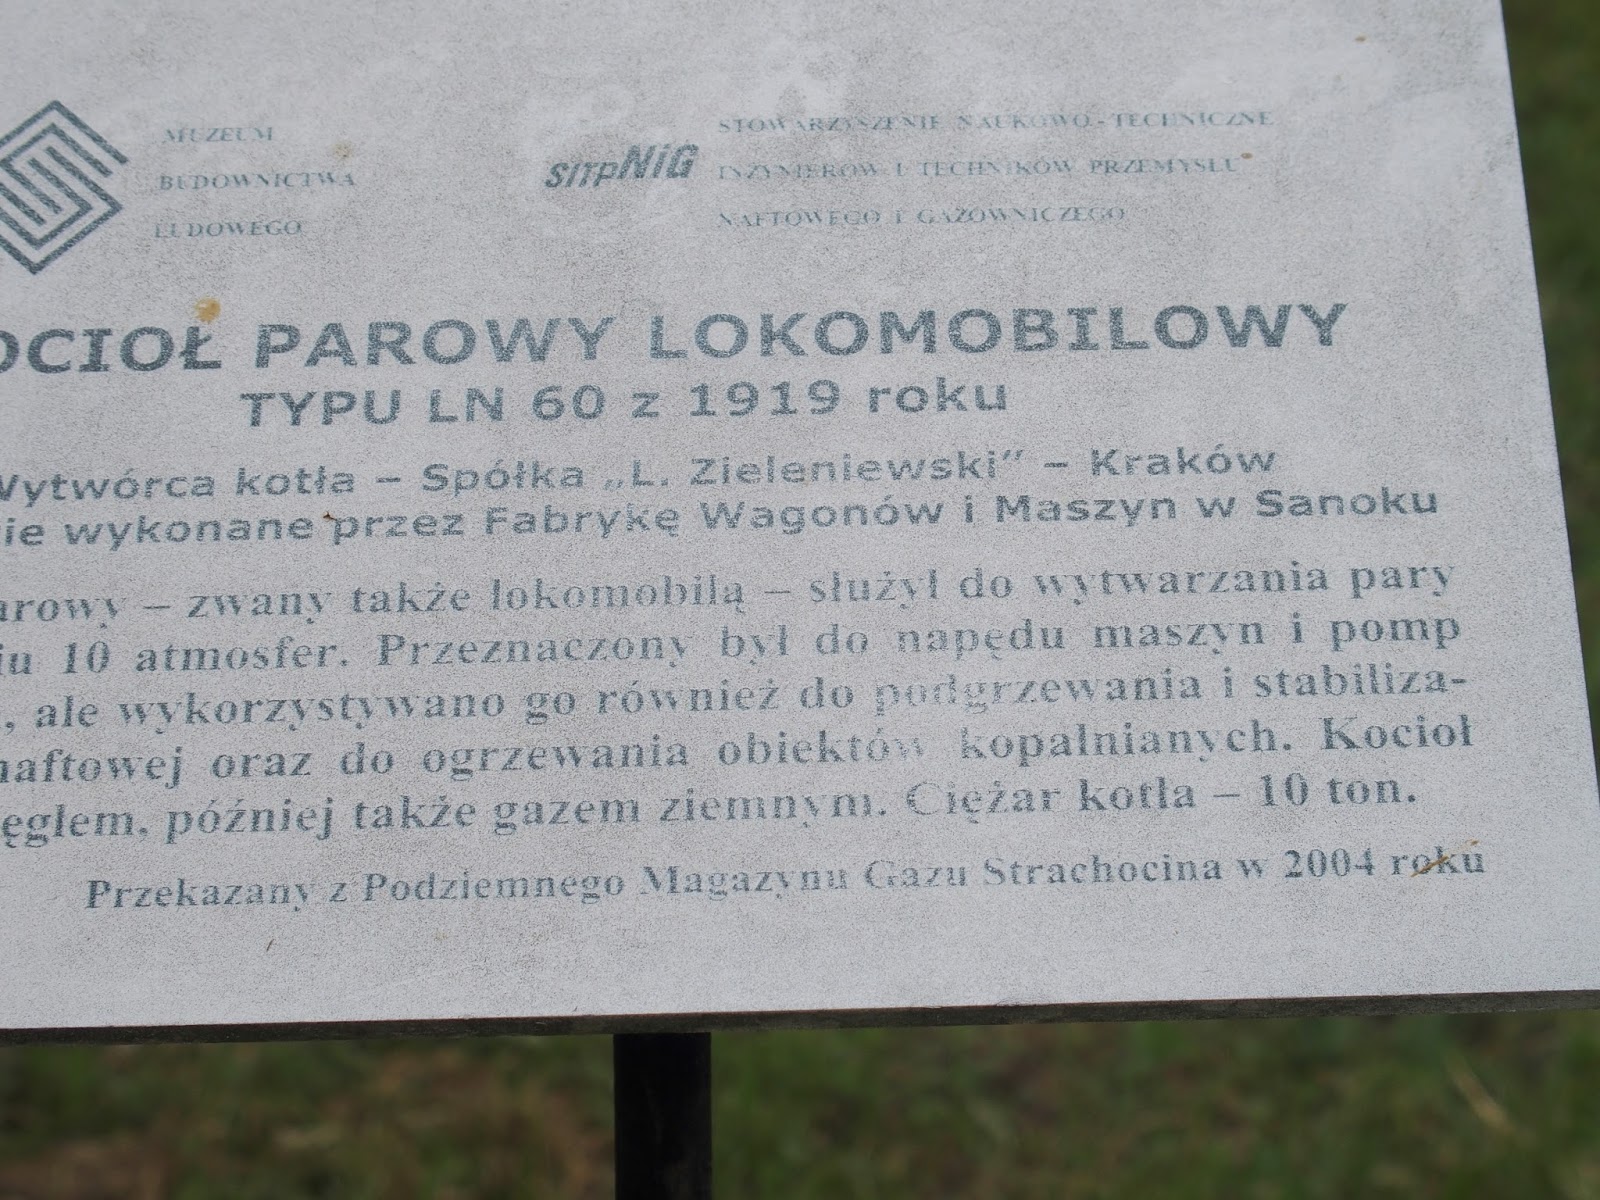 MUZEUM
BUDOWNICTWA
LUDOWEGO
SITPNiG
STOWARZYSZENIE NAUKOWO-TECHNICZNE
INŻYNIERÓW I TECHNIKÓW PRZEMYSŁU
NAFTOWEGO I GAZOWNICZEGO
OCIOŁ PAROWY LOKOMOBILOWY
TYPU LN 60 z 1919 roku
Wytwórca kotła – Spółka „L. Zieleniewski” – Kraków
ie wykonane przez Fabrykę Wagonów i Maszyn w Sanoku
arowy – zwany także lokomobilą – służył do wytwarzania pary
iu 10 atmosfer. Przeznaczony był do napędu maszyn i pomp
, ale wykorzystywano go również do podgrzewania i stabiliza-
naftowej oraz do ogrzewania obiektów kopalnianych. Kocioł
ęglem, później także gazem ziemnym. Ciężar kotła – 10 ton.
Przekazany z Podziemnego Magazynu Gazu Strachocina w 2004 roku